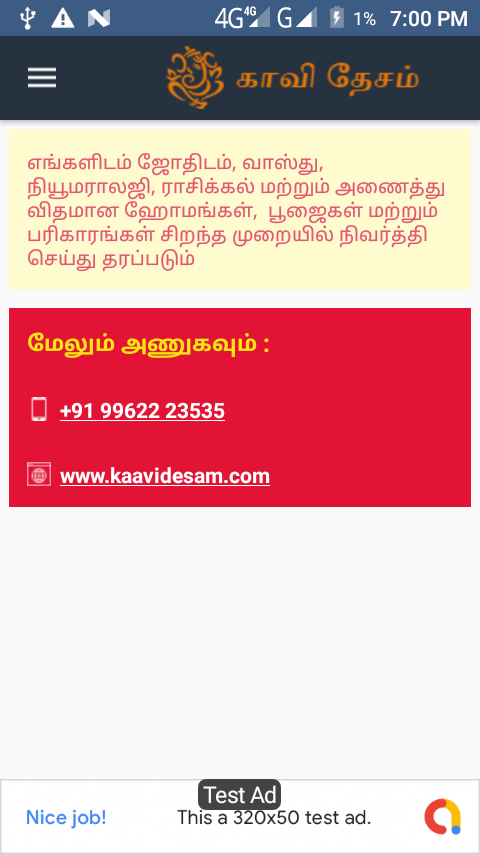 4G 4G G 1% 7:00 PM
காவி தேசம்
எங்களிடம் ஜோதிடம், வாஸ்து,
நியூமராலஜி, ராசிக்கல் மற்றும் அணைத்து
விதமான ஹோமங்கள், பூஜைகள் மற்றும்
பரிகாரங்கள் சிறந்த முறையில் நிவர்த்தி
செய்து தரப்படும்
மேலும் அணுகவும் :
+91 99622 23535
www.kaavidesam.com
Test Ad
Nice job! This a 320x50 test ad.